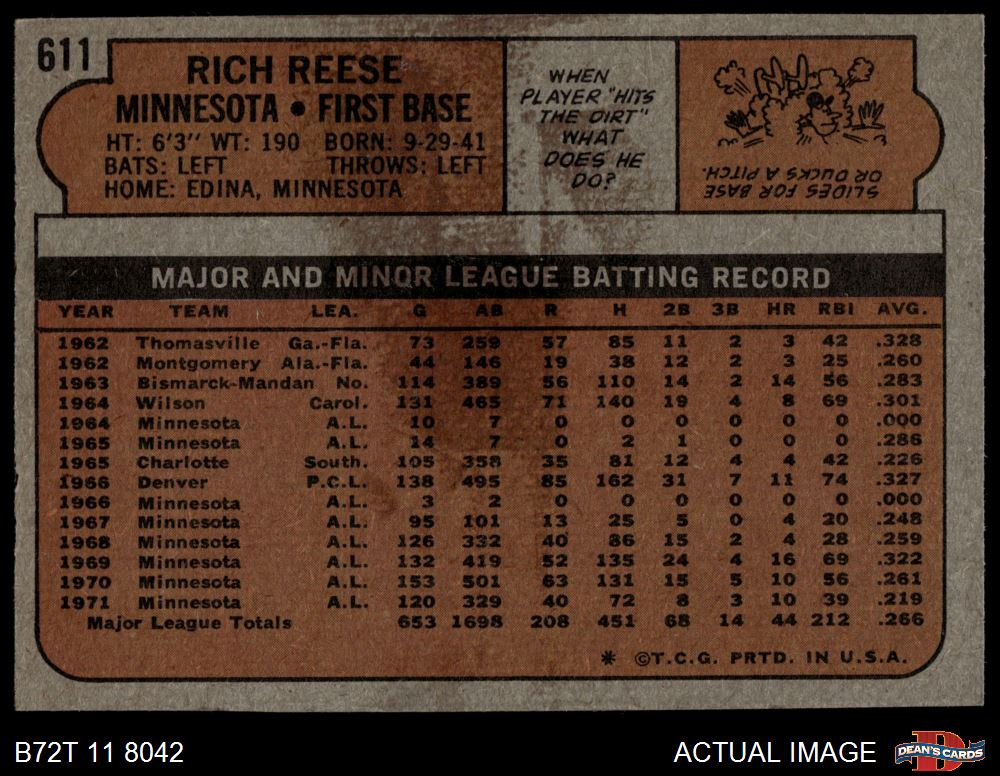 611
RICH REESE
MINNESOTA • FIRST BASE
HT: 6'3" WT: 190 BORN: 9-29-41
BATS: LEFT THROWS: LEFT
HOME: EDINA, MINNESOTA
WHEN
PLAYER "HITS
THE DIRT"
WHAT
DOES HE
DO?
SLIDES FOR BASE
OR DUCKS A PITCH.
MAJOR AND MINOR LEAGUE BATTING RECORD
YEAR TEAM LEA. G AB R H 2B 3B HR RBI AVG.
1962 Thomasville Ga.-Fla. 73 259 57 85 11 2 3 42 .328
1962 Montgomery Ala.-Fla. 44 146 19 38 12 2 3 25 .260
1963 Bismarck-Mandan No. 114 389 56 110 14 2 14 56 .283
1964 Wilson Carol. 131 465 71 140 19 4 8 69 .301
1964 Minnesota A.L. 10 7 0 0 0 0 0 0 .000
1965 Minnesota A.L. 14 7 0 2 1 0 0 0 .286
1965 Charlotte South. 105 358 35 81 12 4 4 42 .226
1966 Denver P.C.L. 138 495 85 162 31 7 11 74 .327
1966 Minnesota A.L. 3 2 0 0 0 0 0 0 .000
1967 Minnesota A.L. 95 101 13 25 5 0 4 20 .248
1968 Minnesota A.L. 126 332 40 86 15 2 4 28 .259
1969 Minnesota A.L. 132 419 52 135 24 4 16 69 .322
1970 Minnesota A.L. 153 501 63 131 15 5 10 56 .261
1971 Minnesota A.L. 120 329 40 72 8 3 10 39 .219
Major League Totals 653 1698 208 451 68 14 44 212 .266
* ©T.C.G. PRTD. IN U.S.A.
B72T 11 8042
ACTUAL IMAGE
D
DEAN'S CARDS